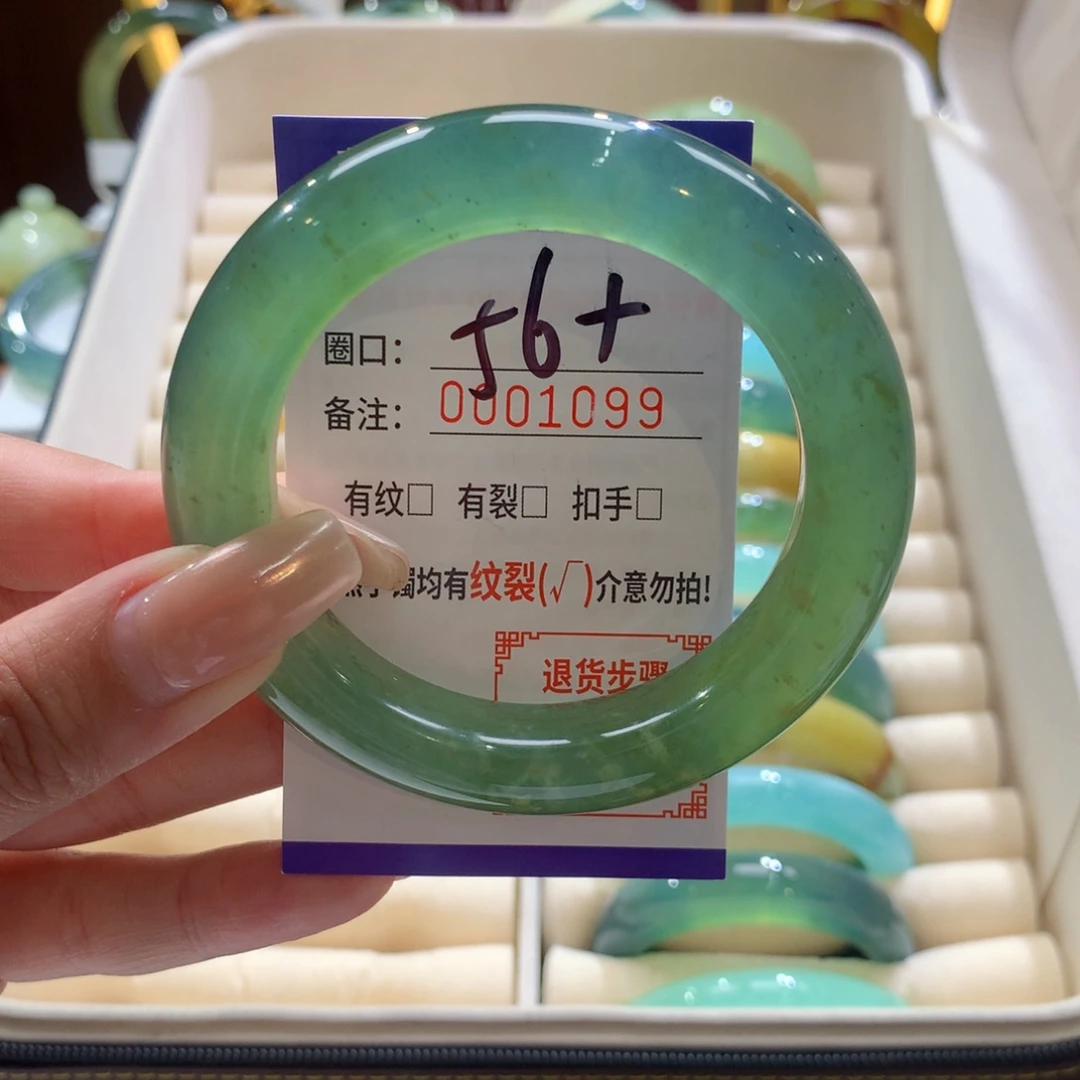 圈口： 56+
备注： 0001099
有纹□ 有裂□ 扣手□
镯均有纹裂(√)介意勿拍!
退货步骤